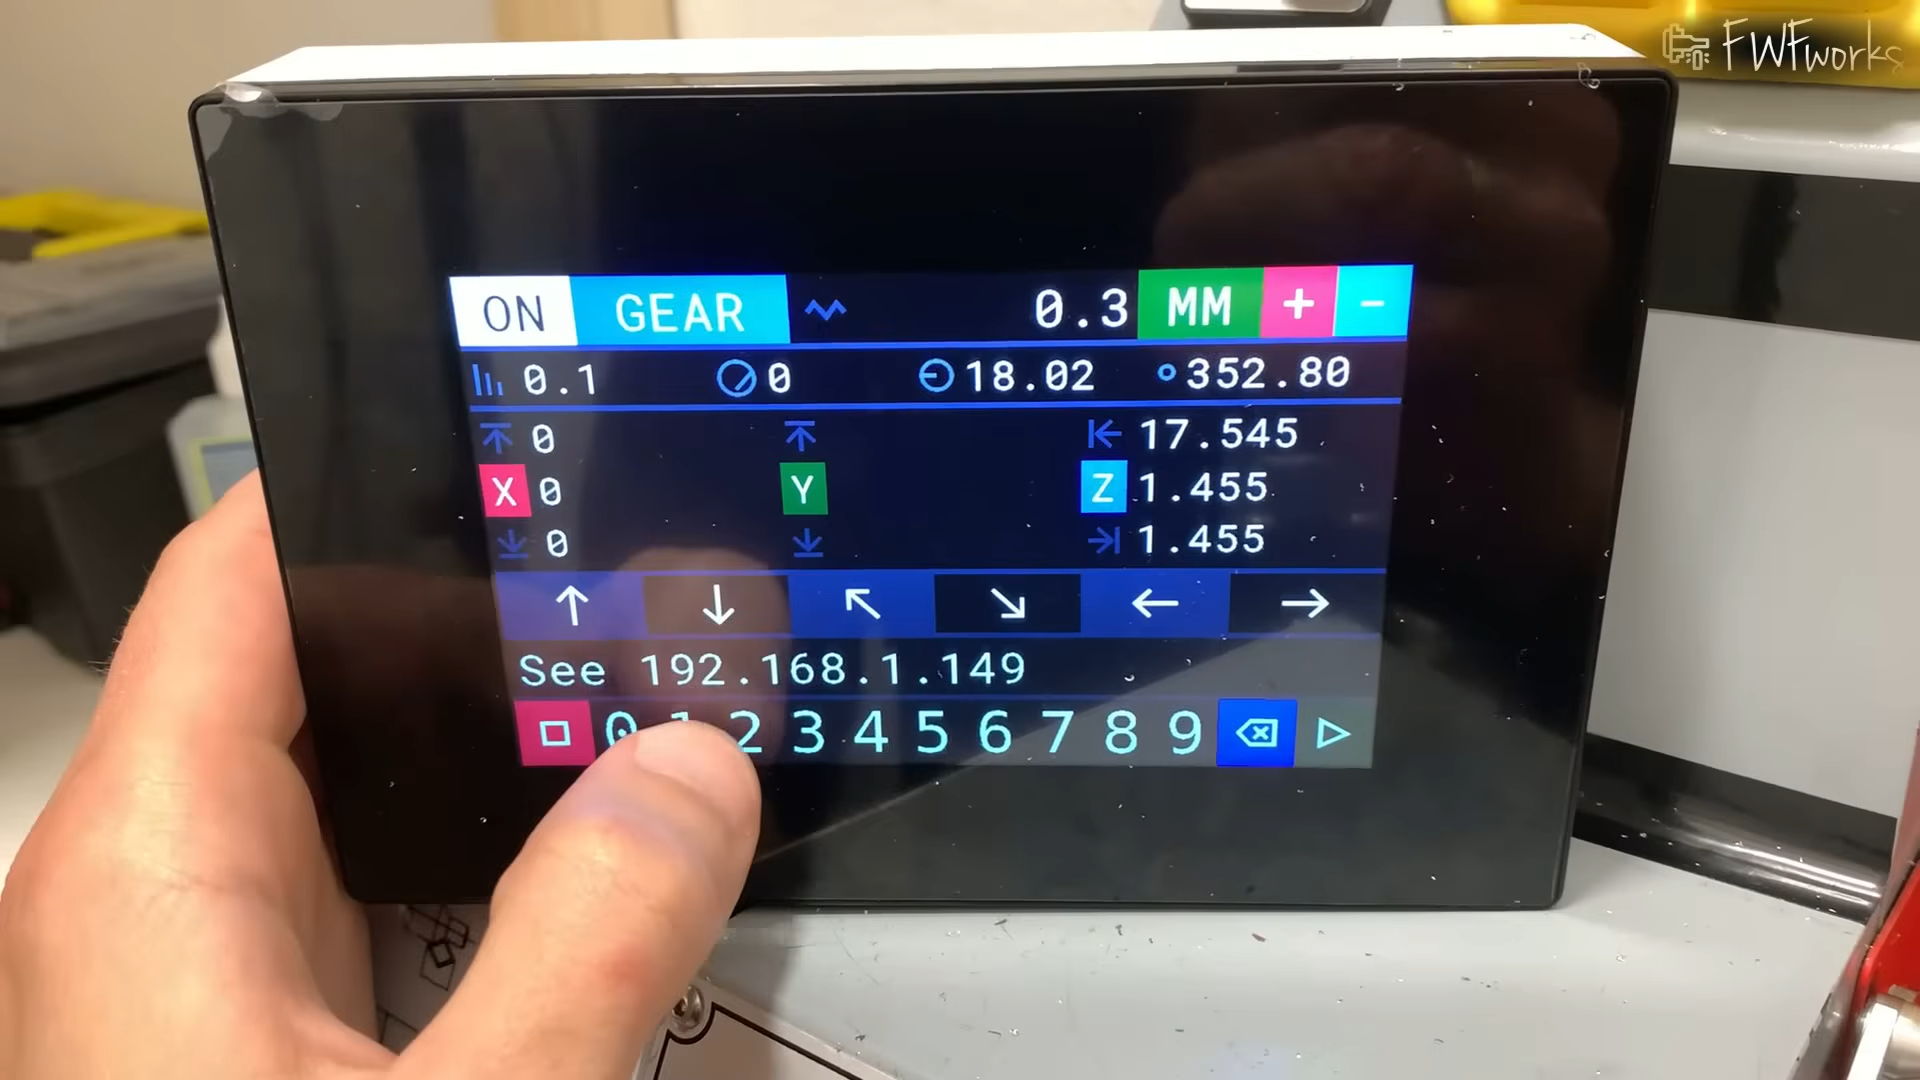 FWFworks
ON GEAR 0.3 MM + -
0.1 0 18.02 352.80
0 17.545
X 0 Y Z 1.455
0 1.455
See 192.168.1.149
0 1 2 3 4 5 6 7 8 9